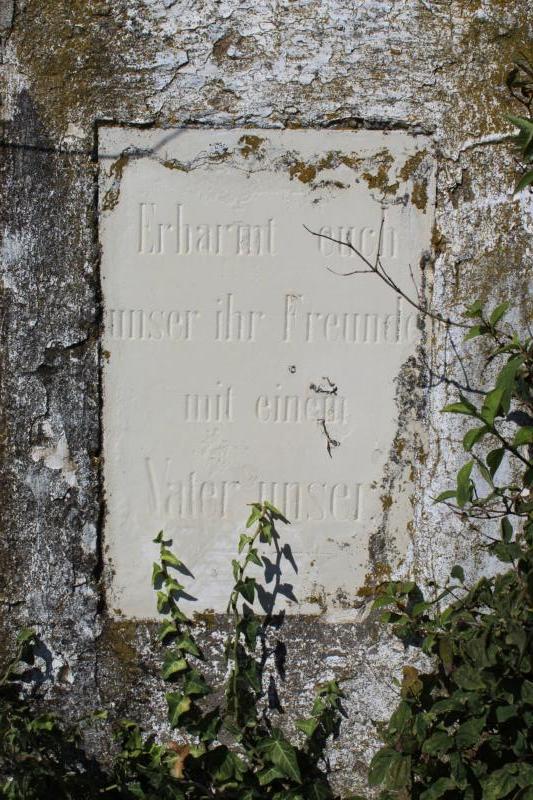 Erbarmt euch
unser ihr Freunde
mit einem
Vater unser